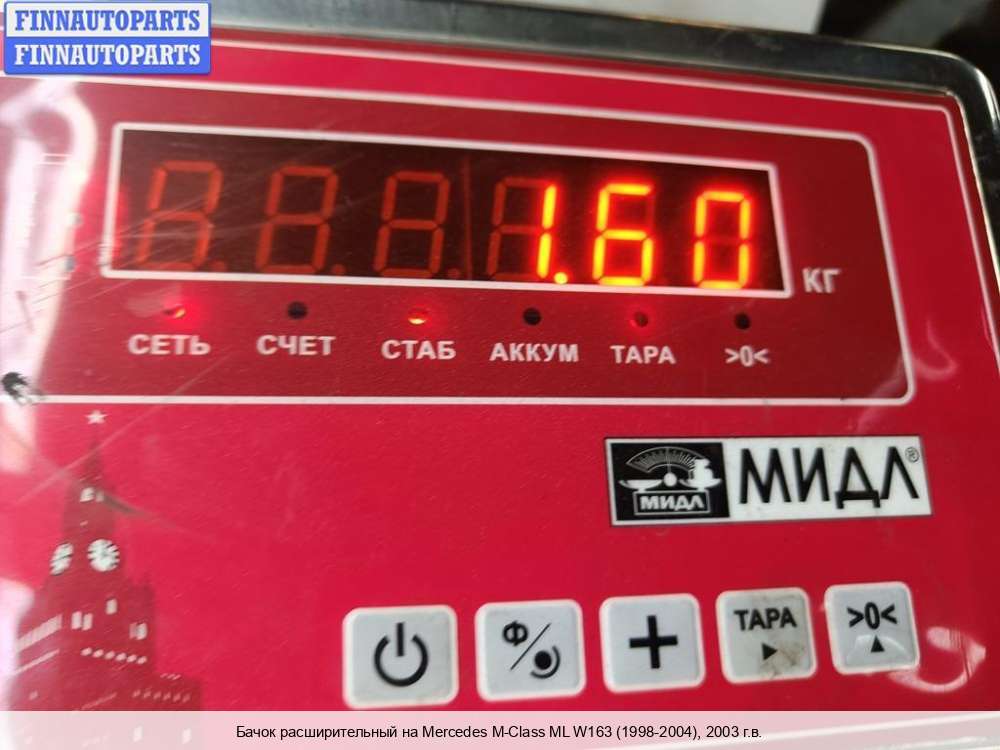 FINNAUTOPARTS
FINNAUTOPARTS
1.60
КГ
СЕТЬ СЧЕТ СТАБ АККУМ ТАРА >0<
МИДЛ МИДЛ®
Ф ТАРА >0<
Бачок расширительный на Mercedes M-Class ML W163 (1998-2004), 2003 г.в.